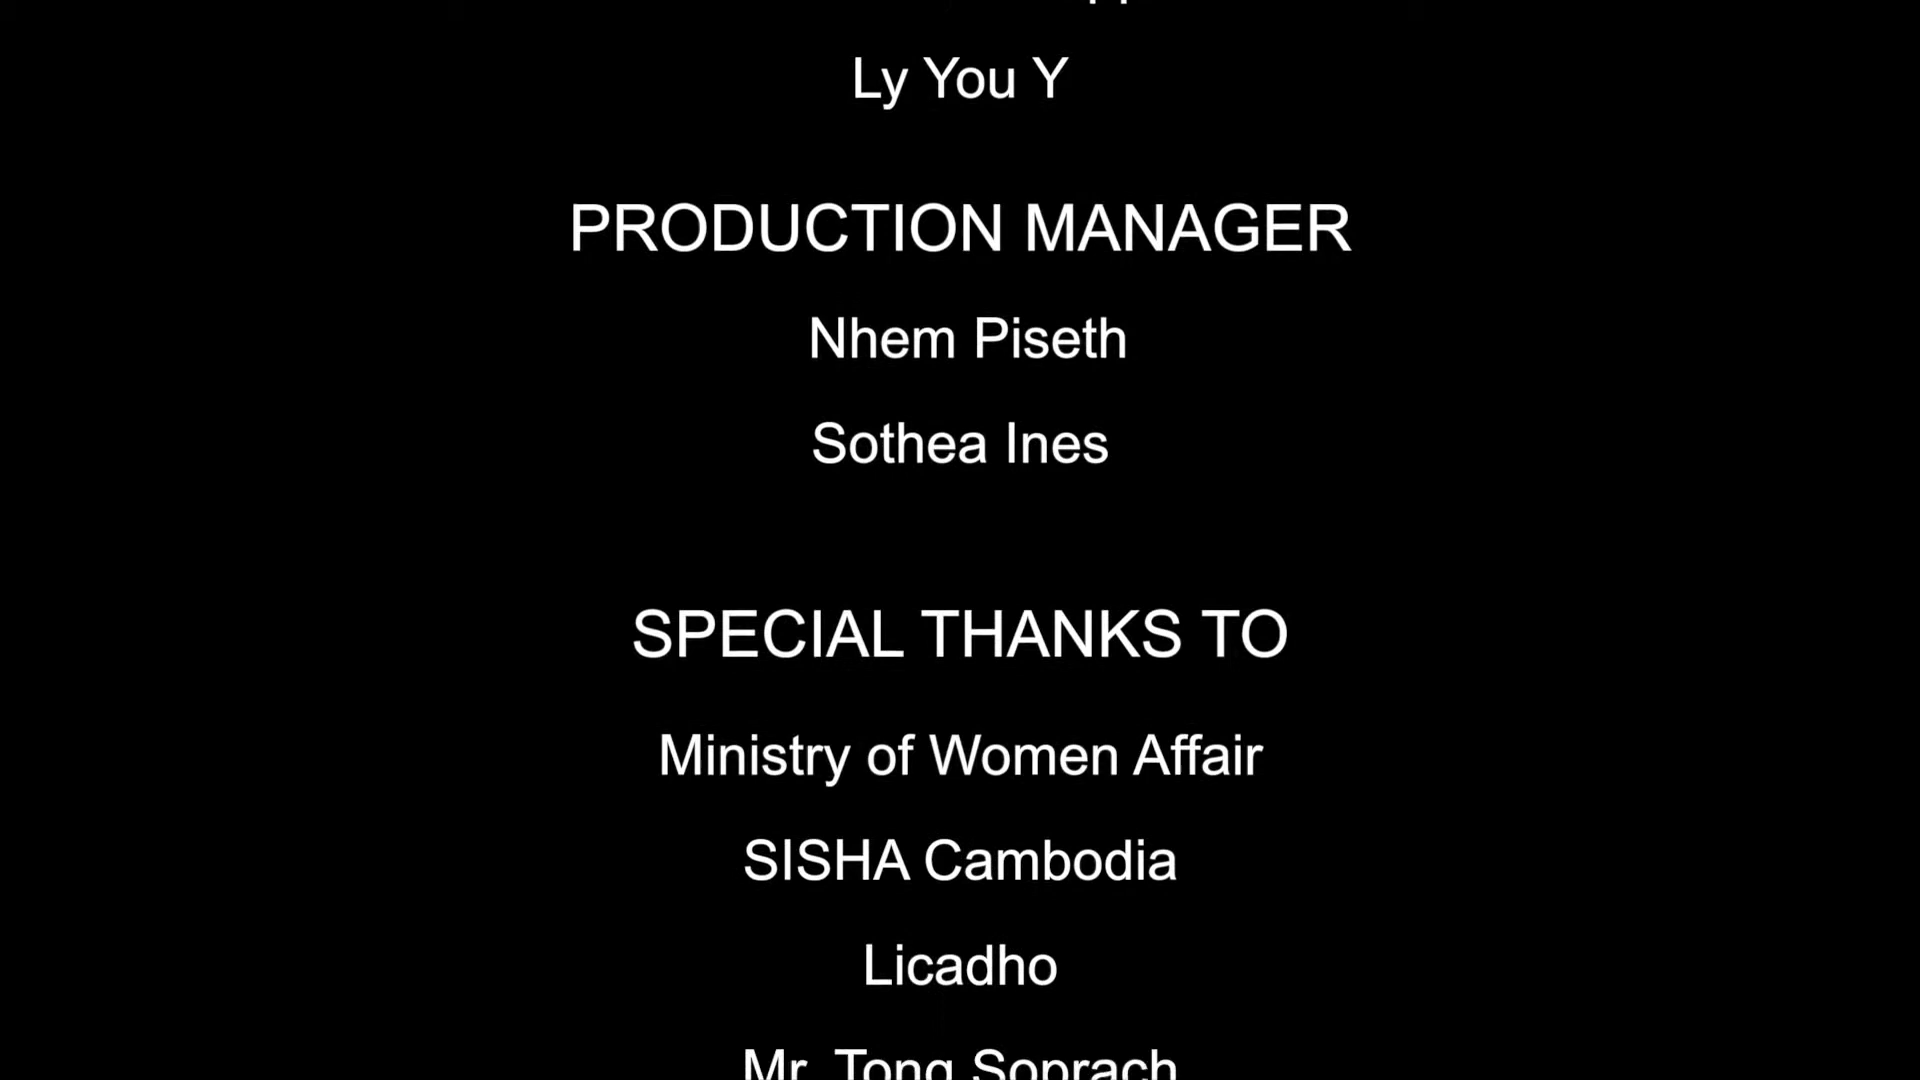 Ly You Y
PRODUCTION MANAGER
Nhem Piseth
Sothea Ines
SPECIAL THANKS TO
Ministry of Women Affair
SISHA Cambodia
Licadho
Mr. Tong Soprach